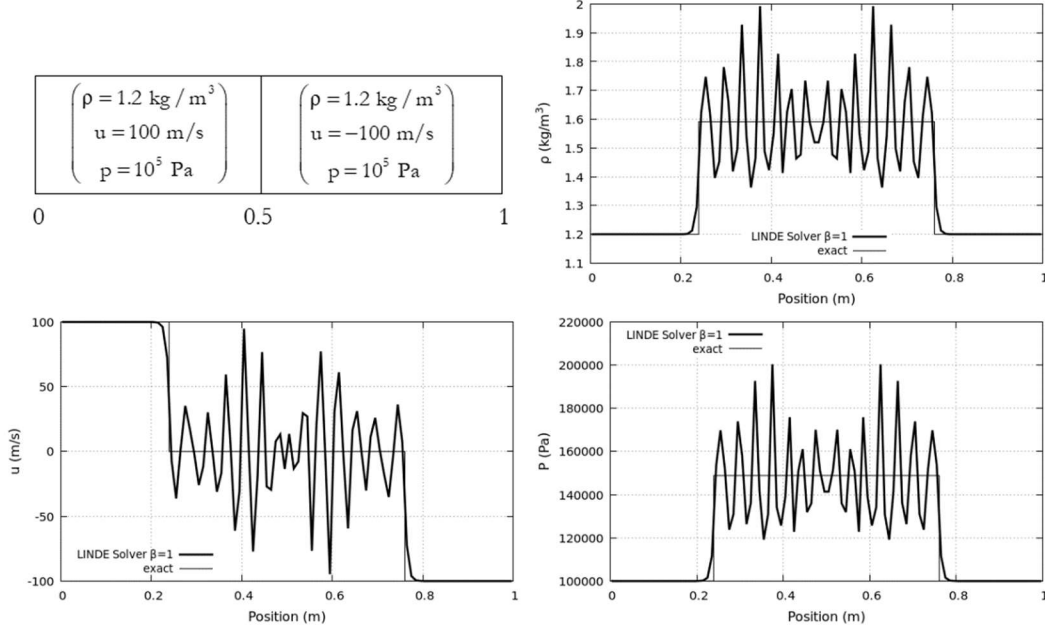 ρ = 1.2 kg / m³
u = 100 m/s
p = 10⁵ Pa
ρ = 1.2 kg / m³
u = −100 m/s
p = 10⁵ Pa
0
0.5
1
2
1.9
1.8
1.7
1.6
1.5
1.4
1.3
1.2
1.1
ρ (kg/m³)
LINDE Solver β=1
exact
0 0.2 0.4 0.6 0.8 1
Position (m)
100
50
0
-50
-100
u (m/s)
LINDE Solver β=1
exact
0 0.2 0.4 0.6 0.8 1
Position (m)
220000
200000
180000
160000
140000
120000
100000
P (Pa)
LINDE Solver β=1
exact
0 0.2 0.4 0.6 0.8 1
Position (m)